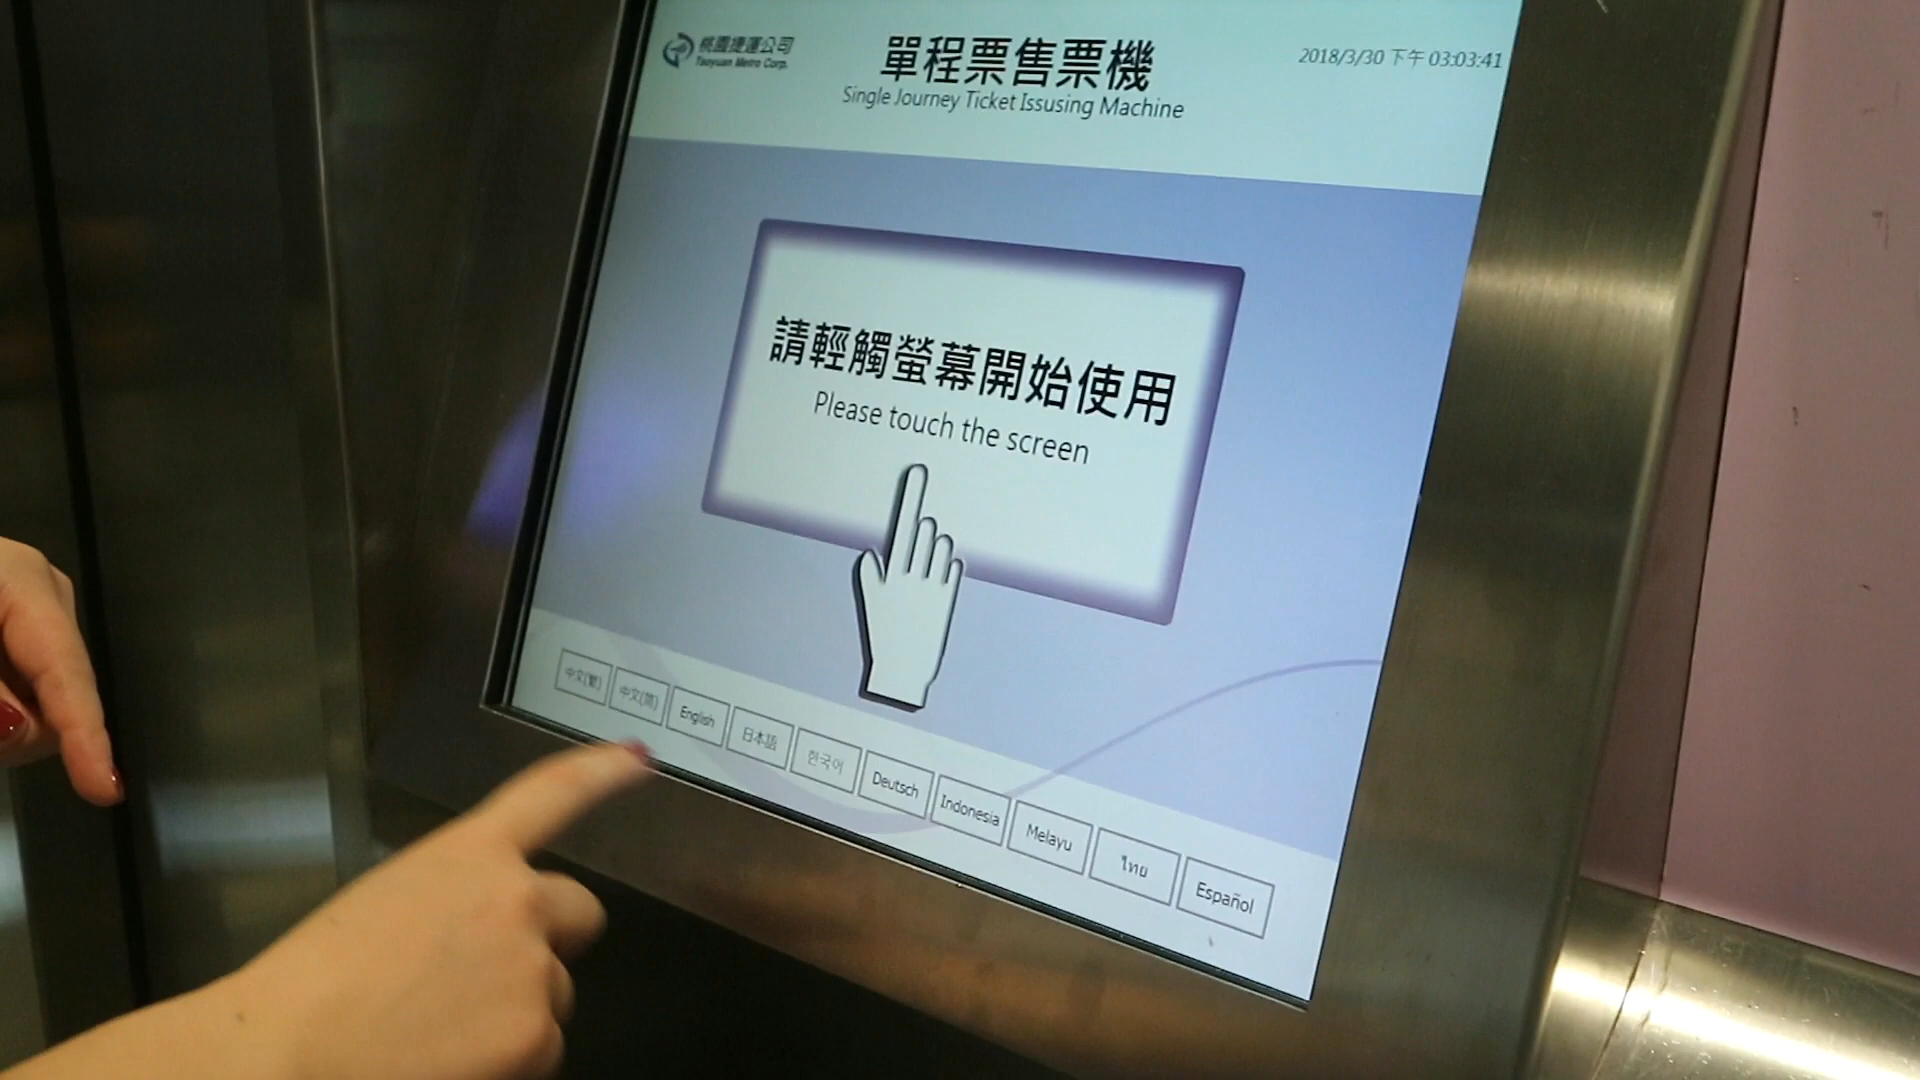 桃園捷運公司
Taoyuan Metro Corp.
單程票售票機
Single Journey Ticket Issusing Machine
2018/3/30 下午 03:03:41
請輕觸螢幕開始使用
Please touch the screen
中文(繁)
中文(简)
English
日本語
한국어
Deutsch
Indonesia
Melayu
ไทย
Español